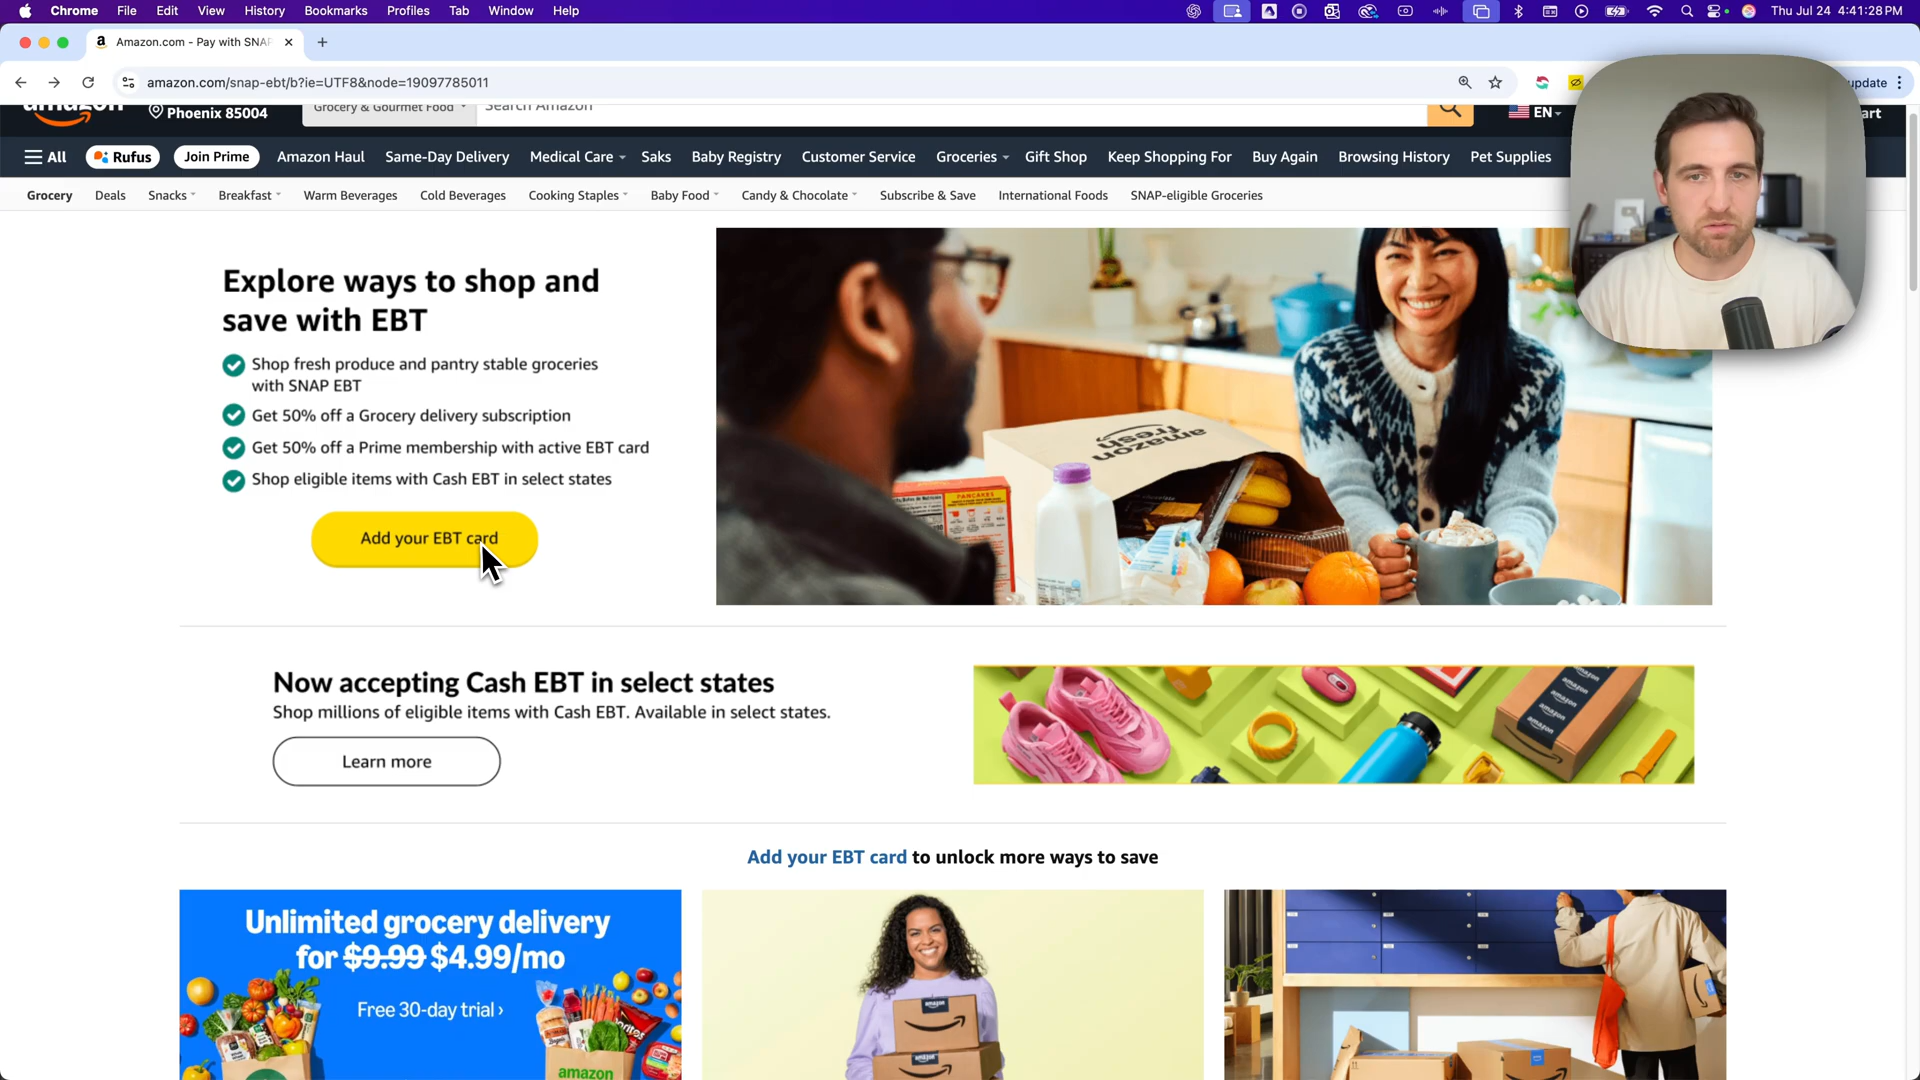 Chrome File Edit View History Bookmarks Profiles Tab Window Help
Thu Jul 24 4:41:28 PM
Amazon.com - Pay with SNAP
amazon.com/snap-ebt/b?ie=UTF8&node=19097785011
update
amazon
Phoenix 85004
Grocery & Gourmet Food
Search Amazon
EN
All
Rufus
Join Prime
Amazon Haul
Same-Day Delivery
Medical Care
Saks
Baby Registry
Customer Service
Groceries
Gift Shop
Keep Shopping For
Buy Again
Browsing History
Pet Supplies
Grocery
Deals
Snacks
Breakfast
Warm Beverages
Cold Beverages
Cooking Staples
Baby Food
Candy & Chocolate
Subscribe & Save
International Foods
SNAP-eligible Groceries
Explore ways to shop and
save with EBT
Shop fresh produce and pantry stable groceries
with SNAP EBT
Get 50% off a Grocery delivery subscription
Get 50% off a Prime membership with active EBT card
Shop eligible items with Cash EBT in select states
Add your EBT card
amazon
fresh
PANCAKES
Now accepting Cash EBT in select states
Shop millions of eligible items with Cash EBT. Available in select states.
Learn more
amazon
amazon
amazon
amazon
Add your EBT card to unlock more ways to save
Unlimited grocery delivery
for $9.99 $4.99/mo
Free 30-day trial ›
amazon
amazon
amazon